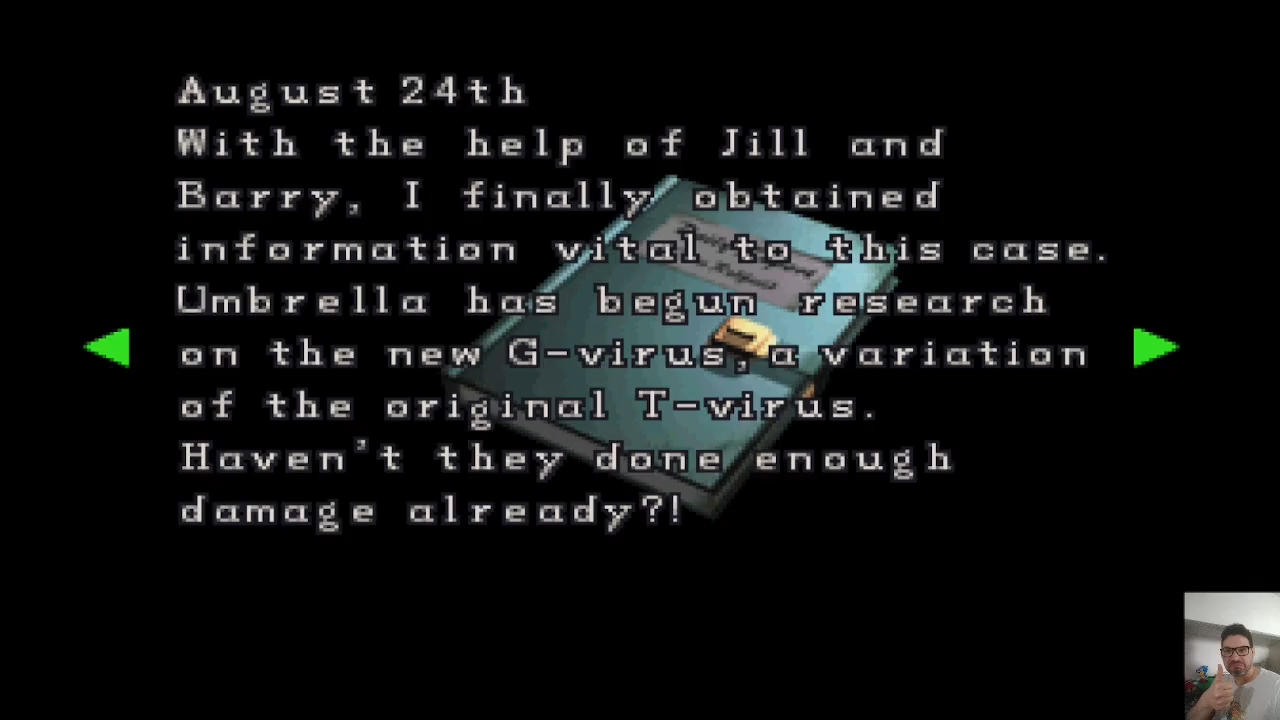 August 24th
With the help of Jill and
Barry, I finally obtained
information vital to this case.
Umbrella has begun research
on the new G-virus, a variation
of the original T-virus.
Haven't they done enough
damage already?!